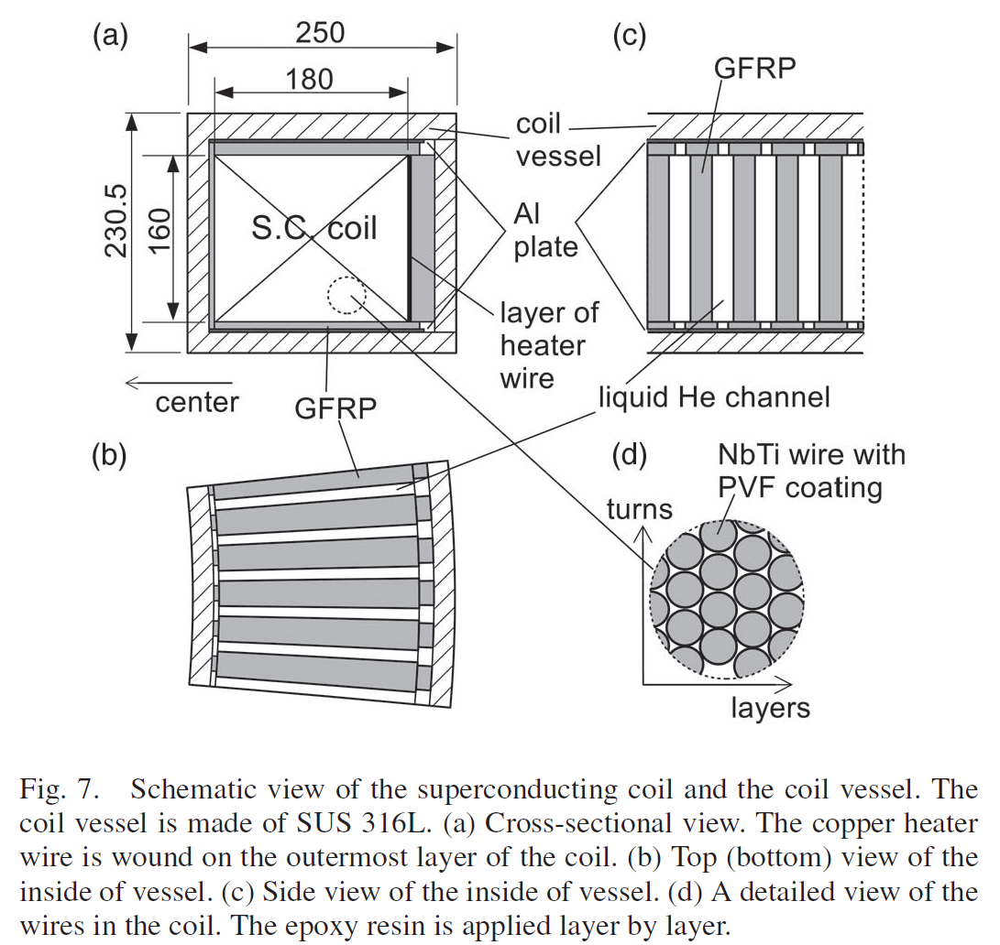 (a)
250
180
230.5
160
S.C. coil
center
GFRP
coil
vessel
Al
plate
layer of
heater
wire
(c)
GFRP
liquid He channel
(b)
(d)
NbTi wire with
PVF coating
turns
layers
Fig. 7. Schematic view of the superconducting coil and the coil vessel. The
coil vessel is made of SUS 316L. (a) Cross-sectional view. The copper heater
wire is wound on the outermost layer of the coil. (b) Top (bottom) view of the
inside of vessel. (c) Side view of the inside of vessel. (d) A detailed view of the
wires in the coil. The epoxy resin is applied layer by layer.